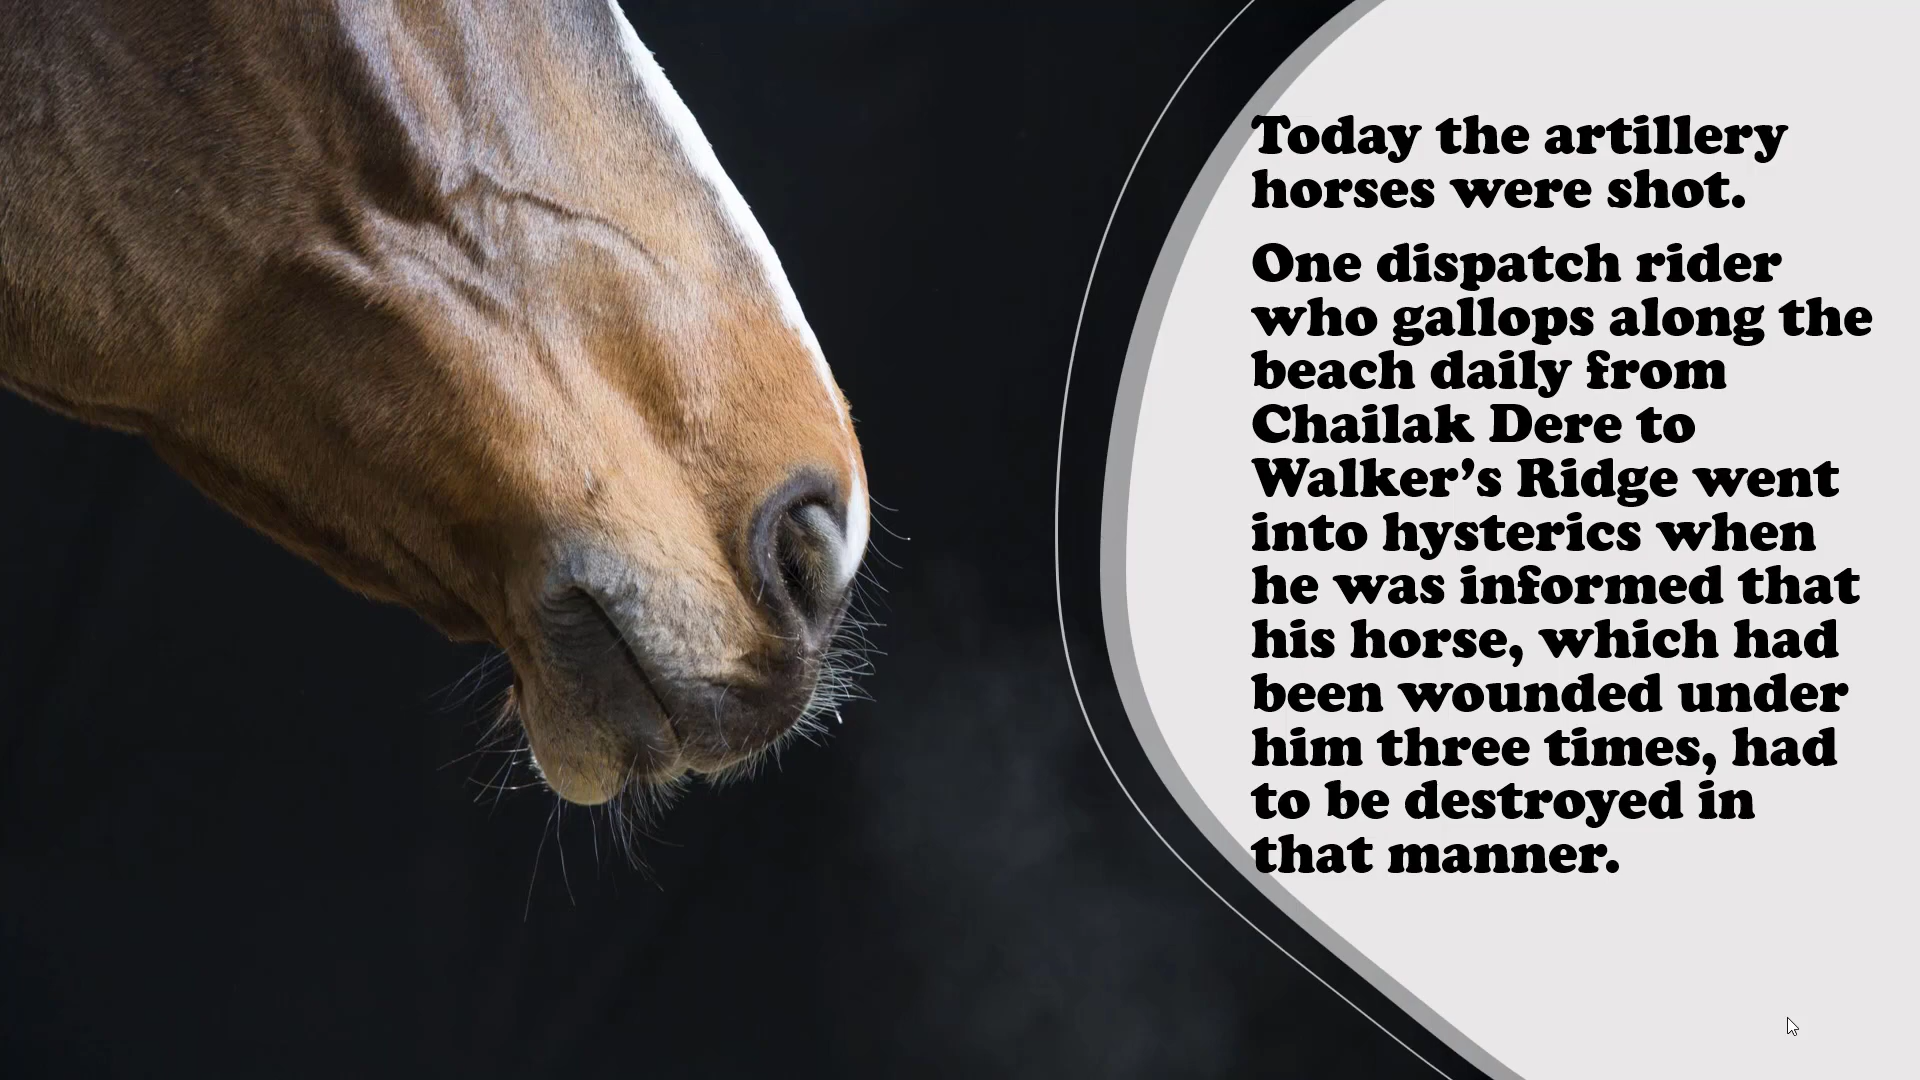 Today the artillery
horses were shot.
One dispatch rider
who gallops along the
beach daily from
Chailak Dere to
Walker’s Ridge went
into hysterics when
he was informed that
his horse, which had
been wounded under
him three times, had
to be destroyed in
that manner.